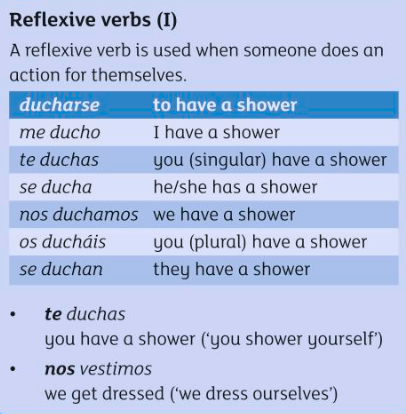 Reflexive verbs (I)
A reflexive verb is used when someone does an
action for themselves.
ducharse to have a shower
me ducho I have a shower
te duchas you (singular) have a shower
se ducha he/she has a shower
nos duchamos we have a shower
os ducháis you (plural) have a shower
se duchan they have a shower
• te duchas
you have a shower (‘you shower yourself’)
• nos vestimos
we get dressed (‘we dress ourselves’)